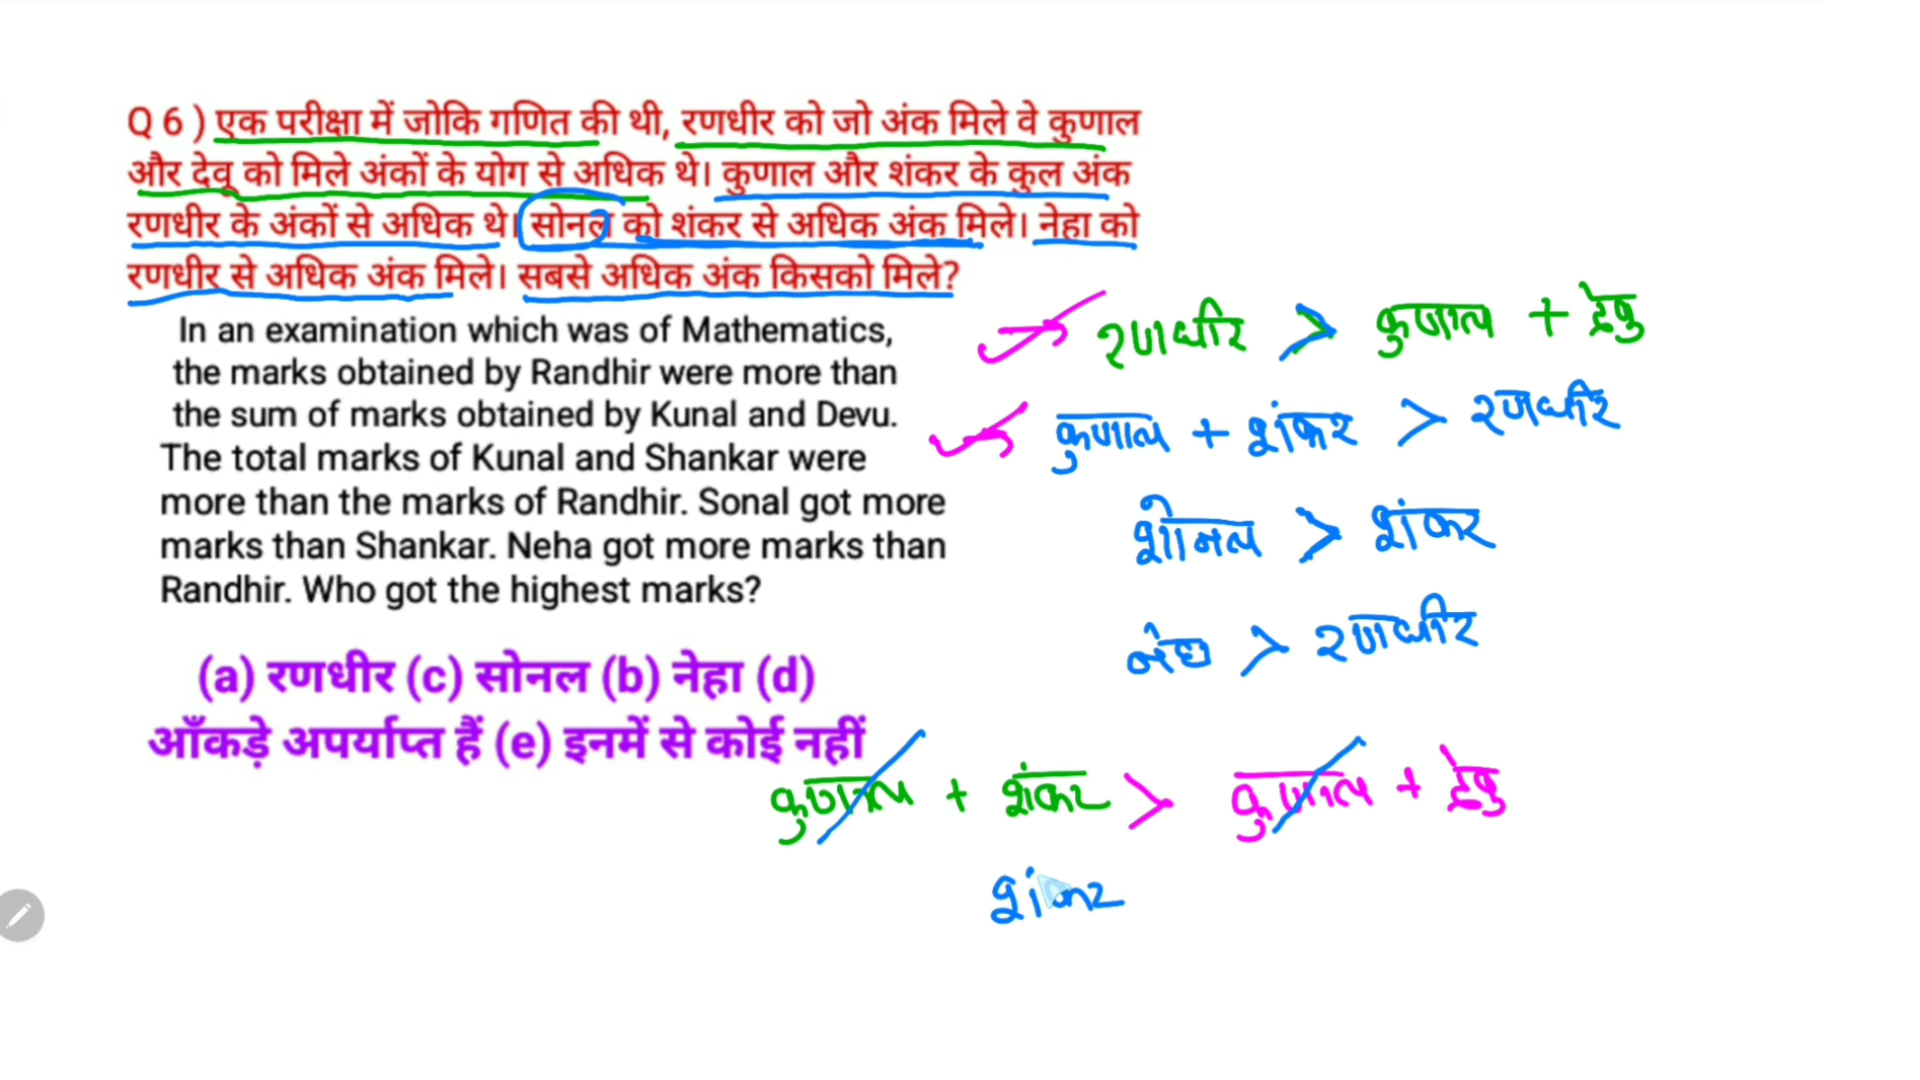 Q 6 ) एक परीक्षा में जोकि गणित की थी, रणधीर को जो अंक मिले वे कुणाल
और देवू को मिले अंकों के योग से अधिक थे। कुणाल और शंकर के कुल अंक
रणधीर के अंकों से अधिक थे। सोनल को शंकर से अधिक अंक मिले। नेहा को
रणधीर से अधिक अंक मिले। सबसे अधिक अंक किसको मिले?
In an examination which was of Mathematics,
the marks obtained by Randhir were more than
the sum of marks obtained by Kunal and Devu.
The total marks of Kunal and Shankar were
more than the marks of Randhir. Sonal got more
marks than Shankar. Neha got more marks than
Randhir. Who got the highest marks?
(a) रणधीर (c) सोनल (b) नेहा (d)
आँकड़े अपर्याप्त हैं (e) इनमें से कोई नहीं
रणधीर > कुणाल + देवु
कुणाल + शंकर > रणधीर
शोनल > शंकर
नेहा > रणधीर
कुणाल + शंकर > कुणाल + देवु
शंकर